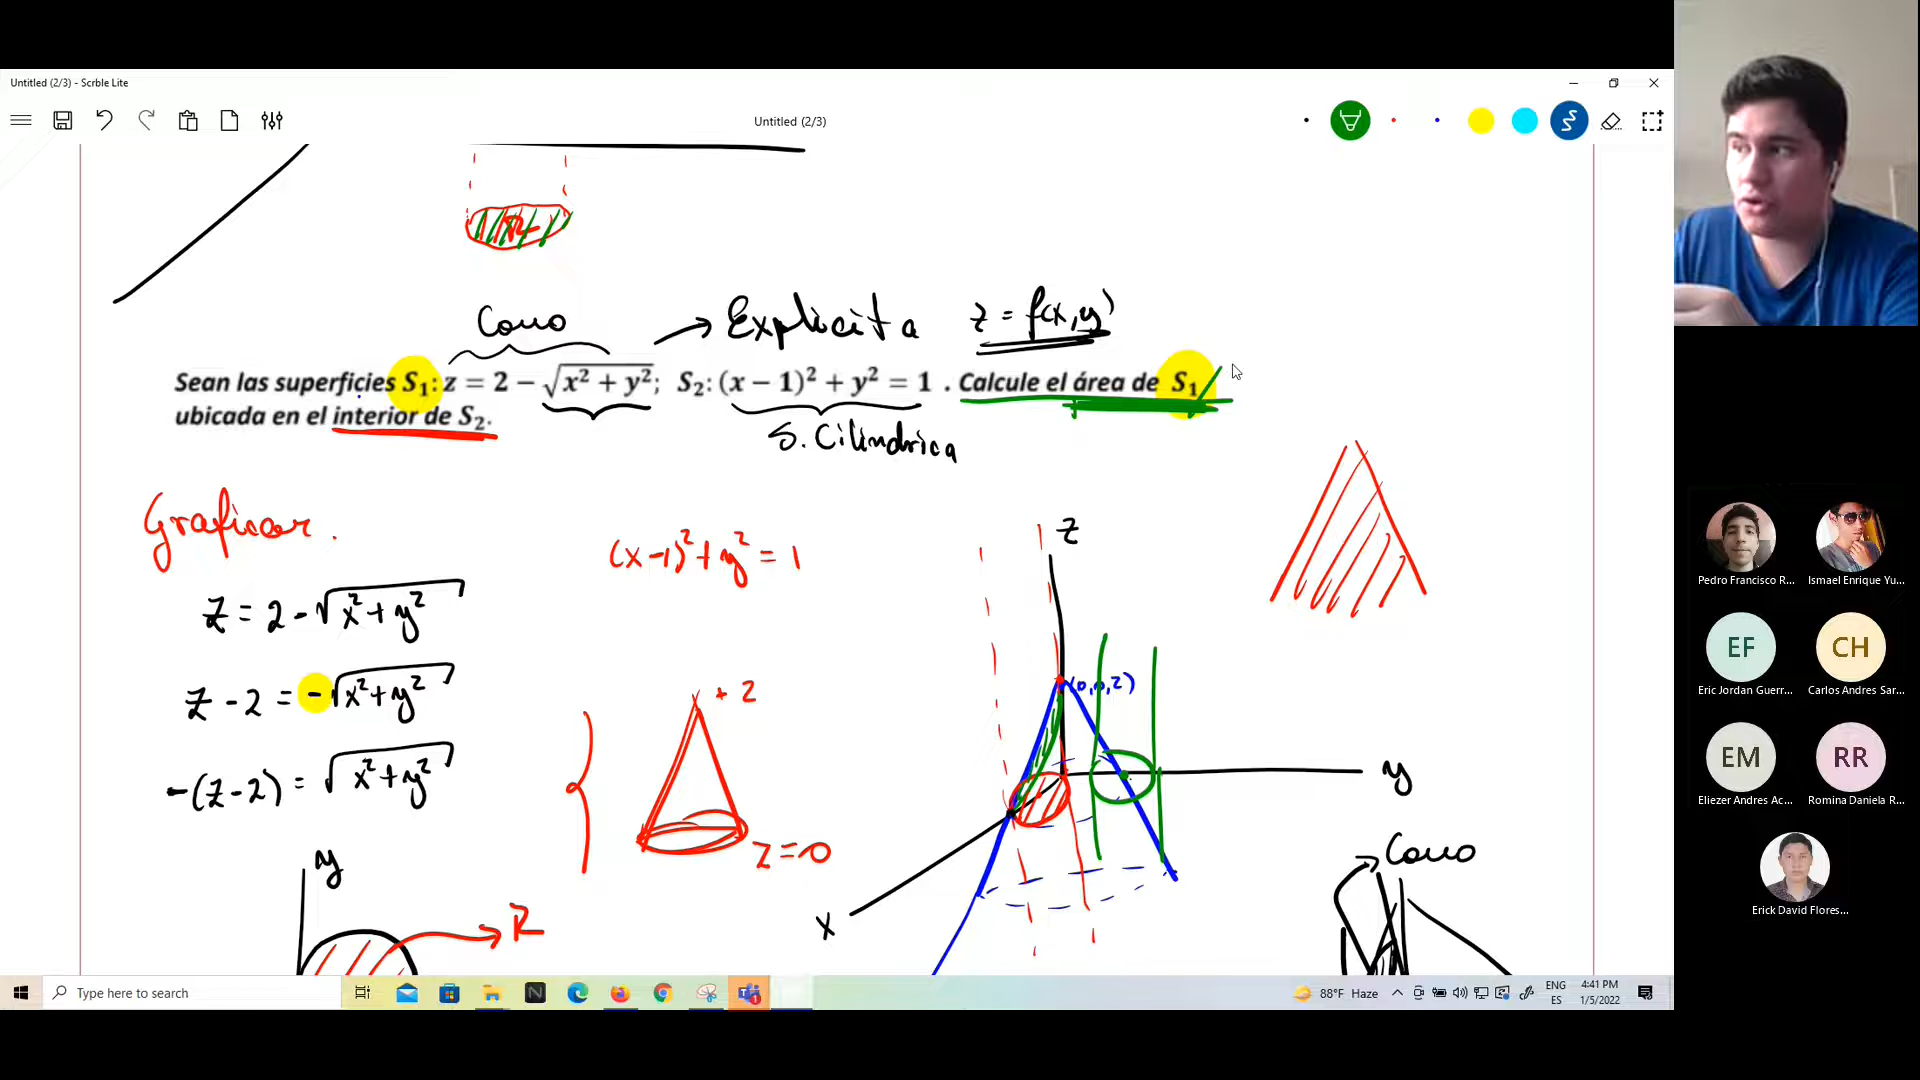 Untitled (2/3) - Scrble Lite
Untitled (2/3)
R
Cono → Explicita z = f(x,y)
Sean las superficies S₁: z = 2 − √(x² + y²); S₂: (x − 1)² + y² = 1 . Calcule el área de S₁
ubicada en el interior de S₂.
S. Cilindrica
Graficar.
(x-1)² + y² = 1
z
z = 2 - √(x² + y²)
z - 2 = -√(x² + y²)
+ 2
(0,0,2)
-(z-2) = √(x² + y²)
y
z=0
Cono
y
R
x
Pedro Francisco R...
Ismael Enrique Yu...
EF
CH
Eric Jordan Guerr...
Carlos Andres Sar...
EM
RR
Eliezer Andres Ac...
Romina Daniela R...
Erick David Flores...
Type here to search
88°F Haze
ENG
ES
4:41 PM
1/5/2022